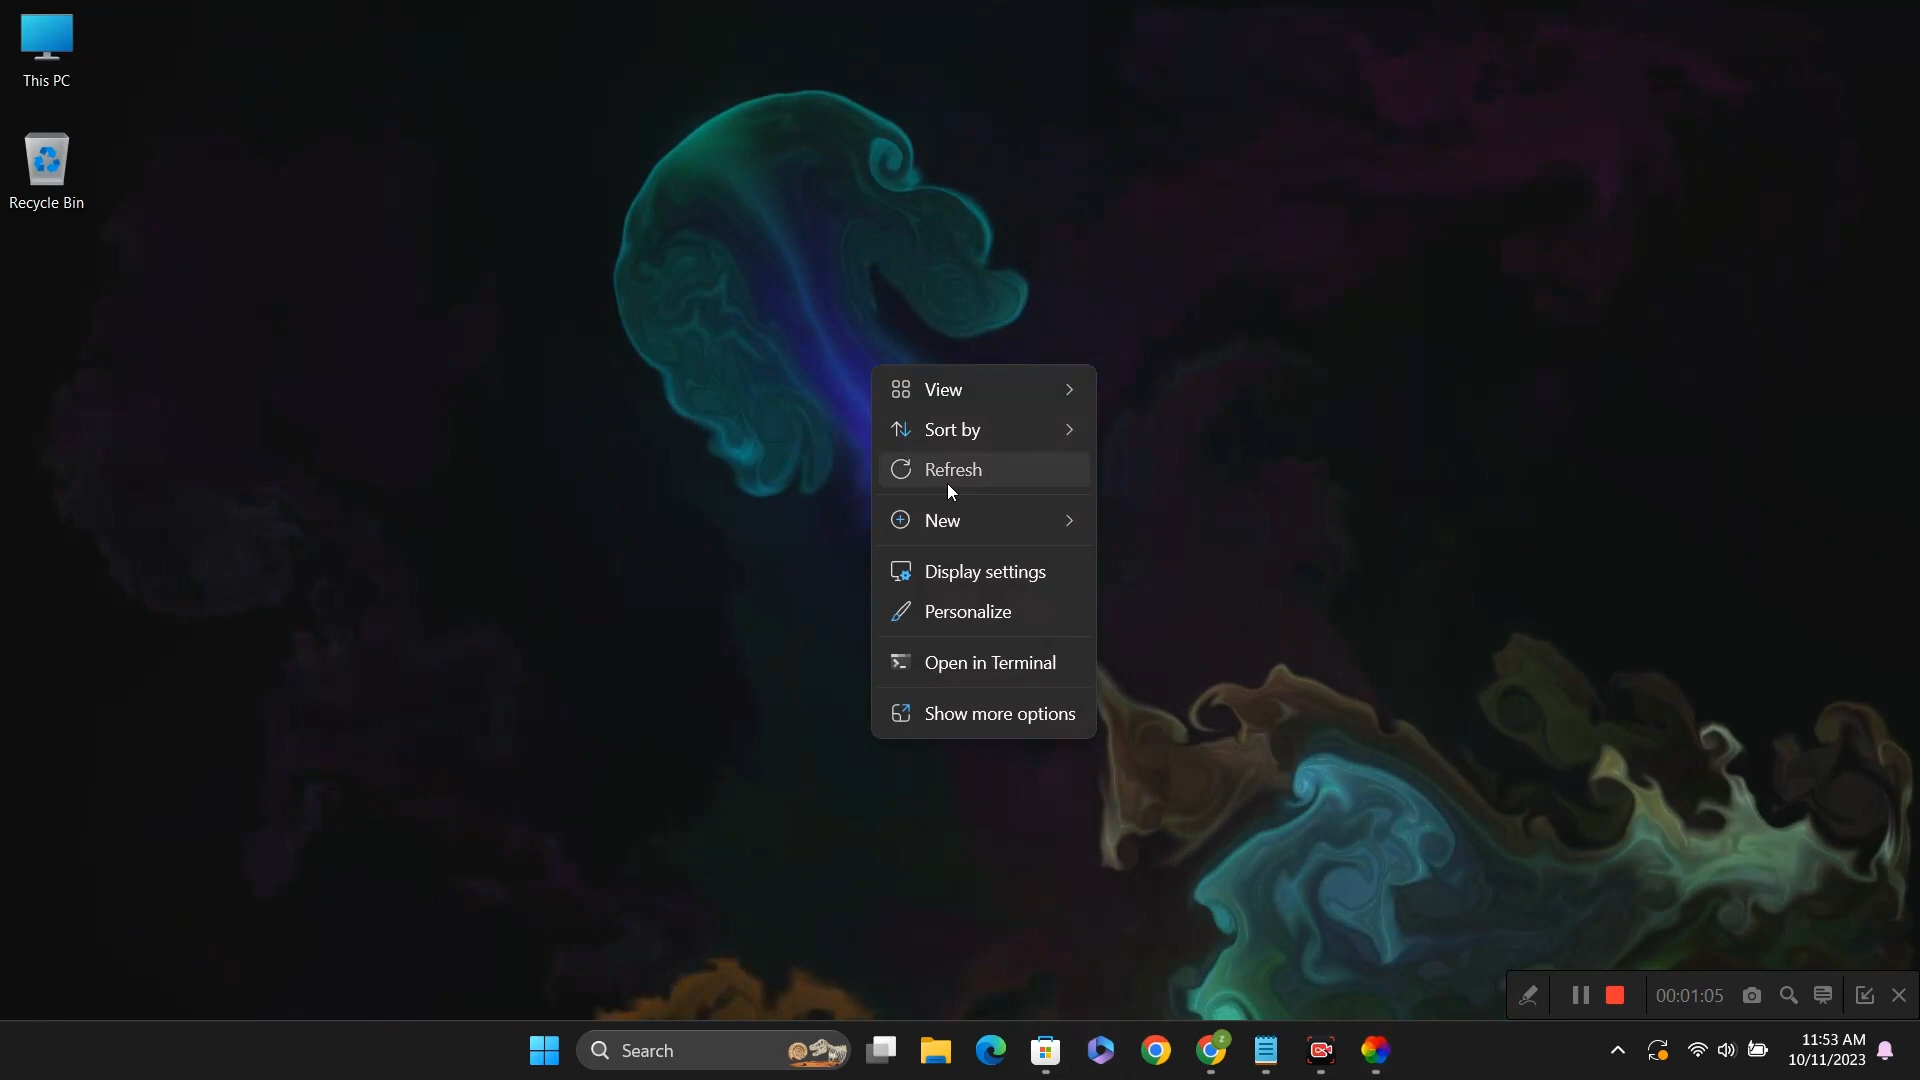 This PC
Recycle Bin
View
Sort by
Refresh
New
Display settings
Personalize
Open in Terminal
Show more options
00:01:05
Search
z
11:53 AM
10/11/2023